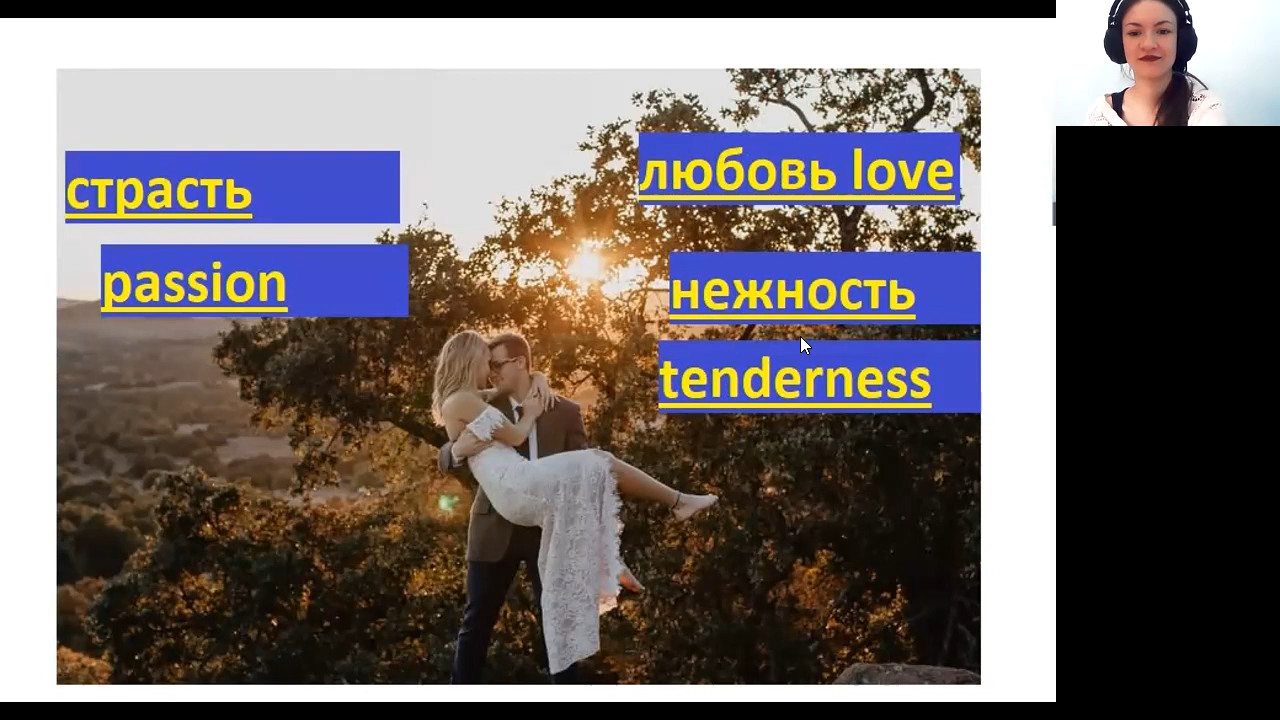 страсть
passion
любовь love
нежность
tenderness